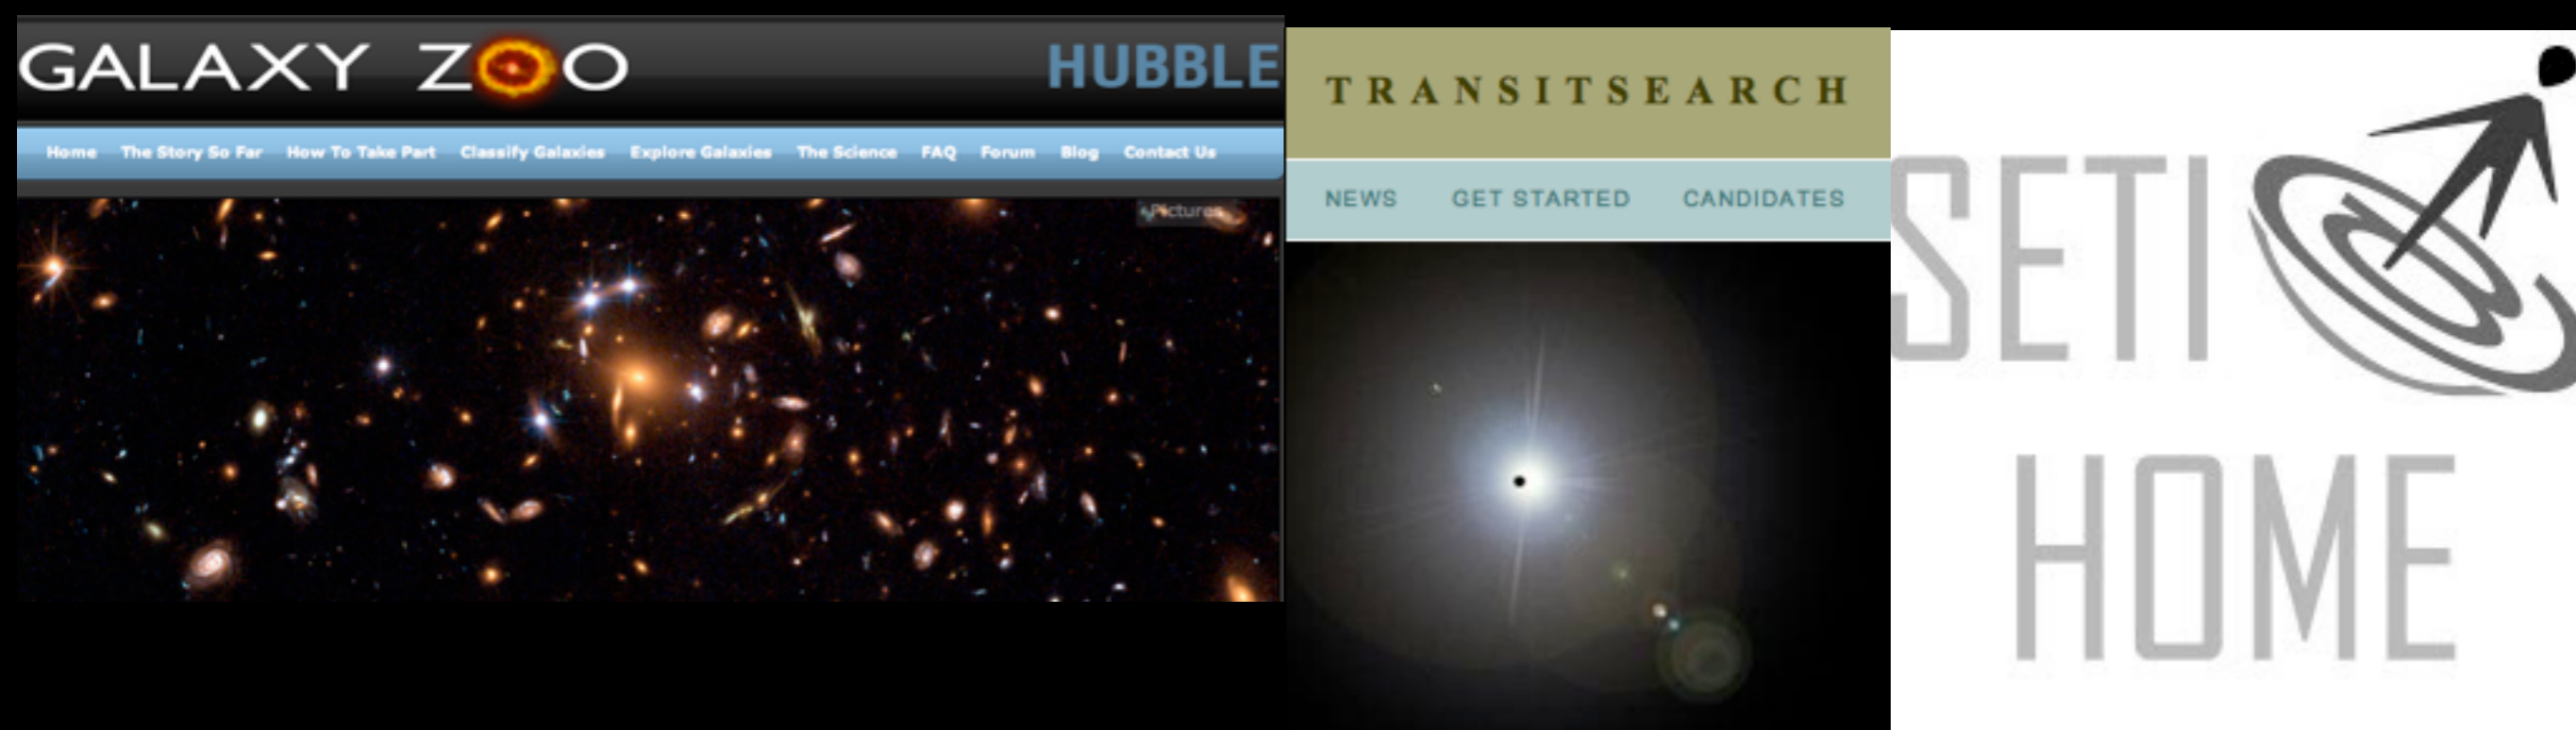 GALAXY ZOO
HUBBLE
Home The Story So Far How To Take Part Classify Galaxies Explore Galaxies The Science FAQ Forum Blog Contact Us
Pictures
TRANSITSEARCH
NEWS GET STARTED CANDIDATES
SETI
HOME